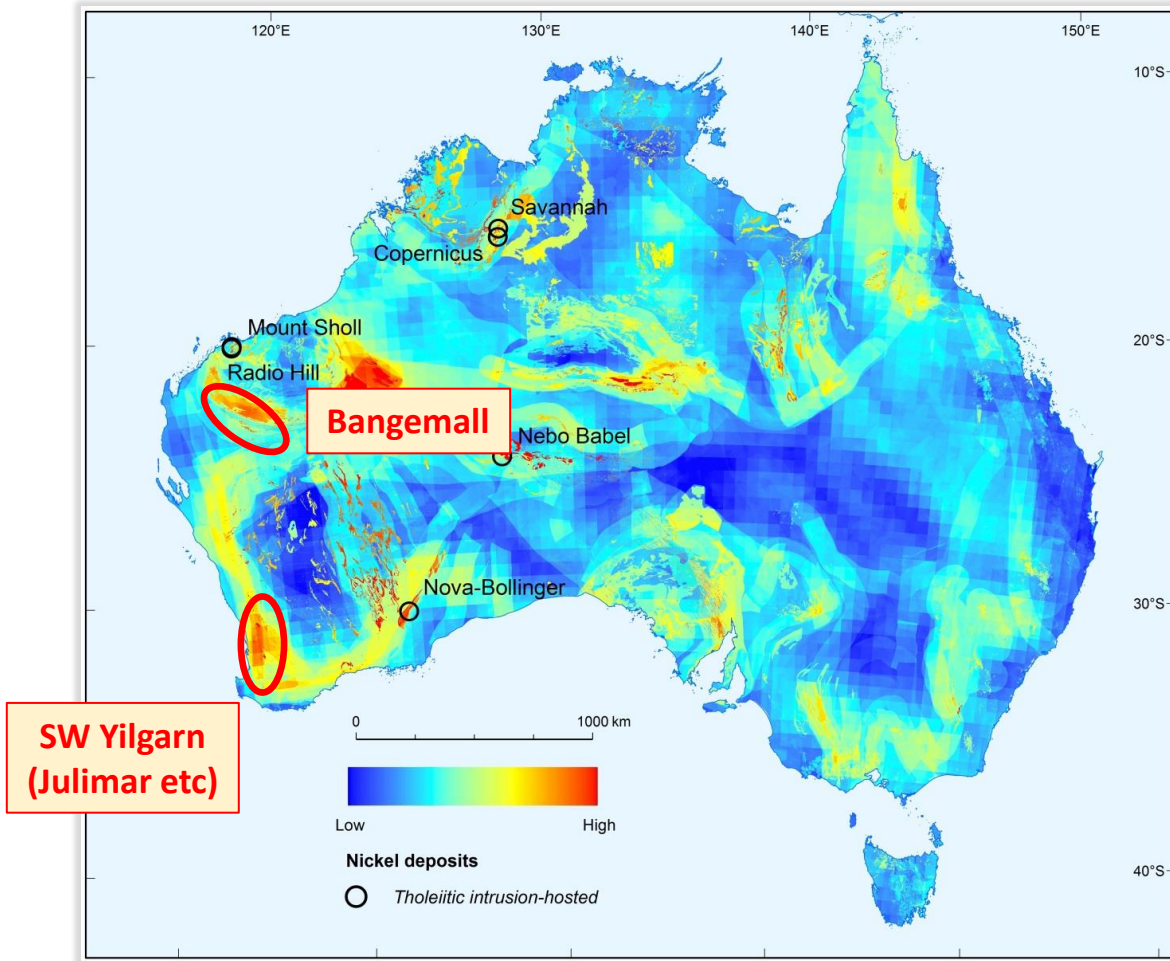 120°E
130°E
140°E
150°E
10°S
Savannah
Copernicus
Mount Sholl
20°S
Radio Hill
Bangemall
Nebo Babel
Nova-Bollinger
30°S
SW Yilgarn
(Julimar etc)
0
1000 km
Low
High
Nickel deposits
Tholeiitic intrusion-hosted
40°S